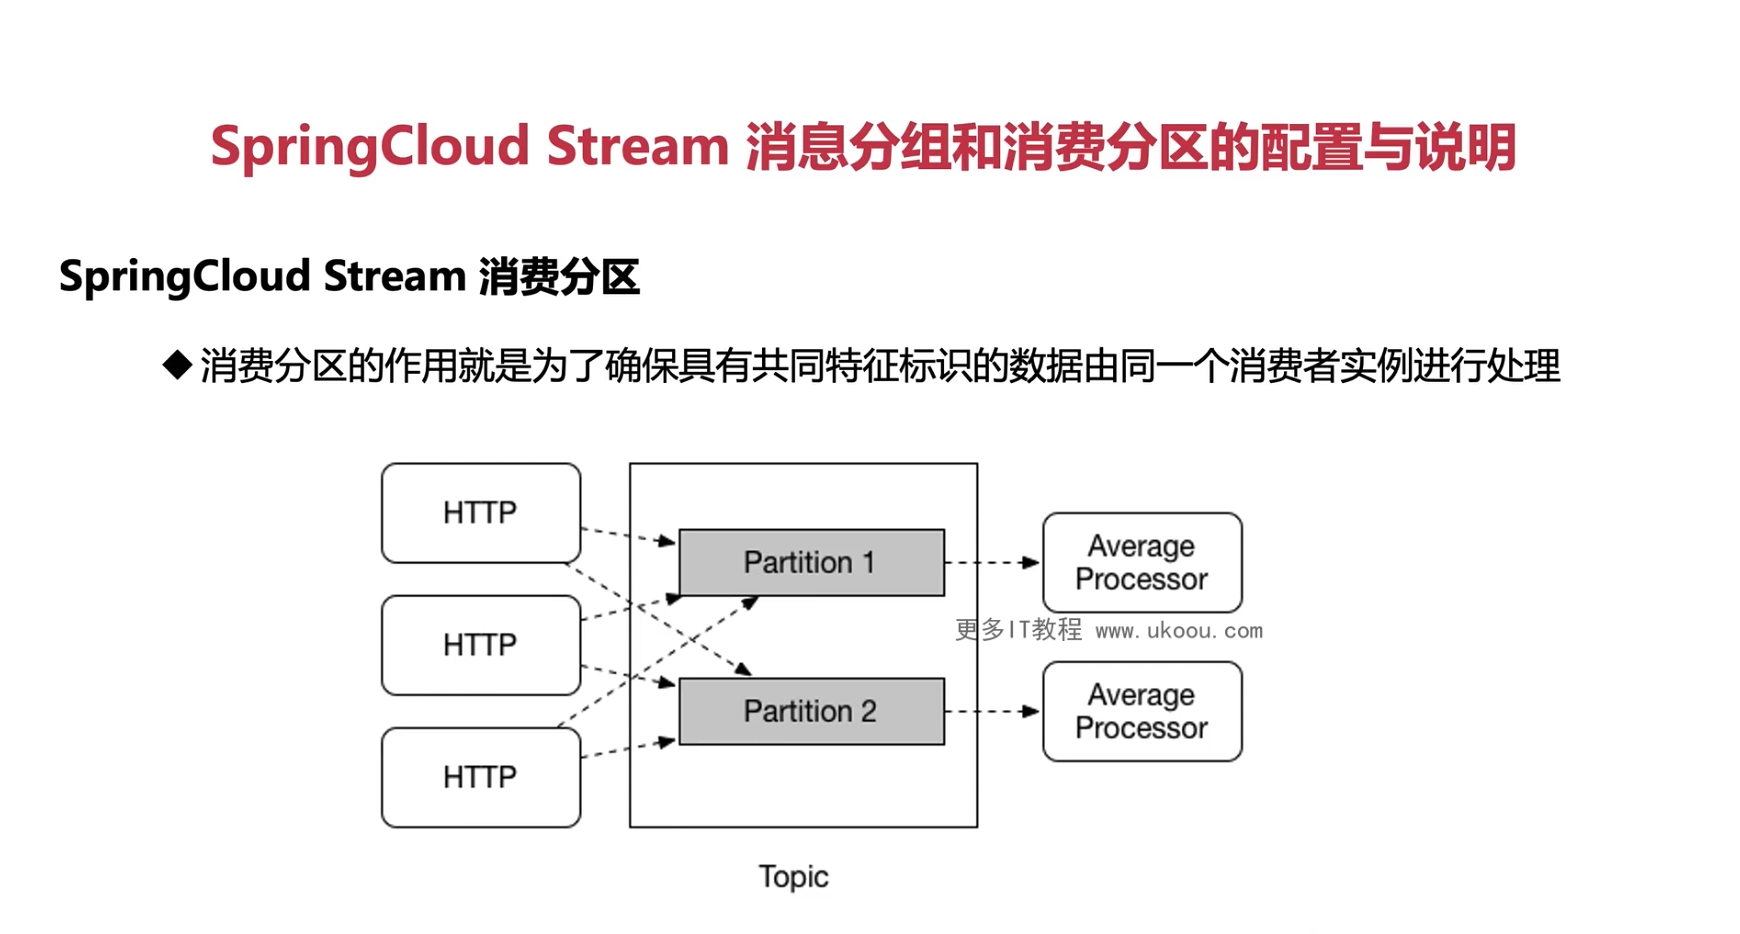 SpringCloud Stream 消息分组和消费分区的配置与说明
SpringCloud Stream 消费分区
◆ 消费分区的作用就是为了确保具有共同特征标识的数据由同一个消费者实例进行处理
HTTP
HTTP
HTTP
Partition 1
Partition 2
Topic
Average
Processor
更多IT教程 www.ukoou.com
Average
Processor